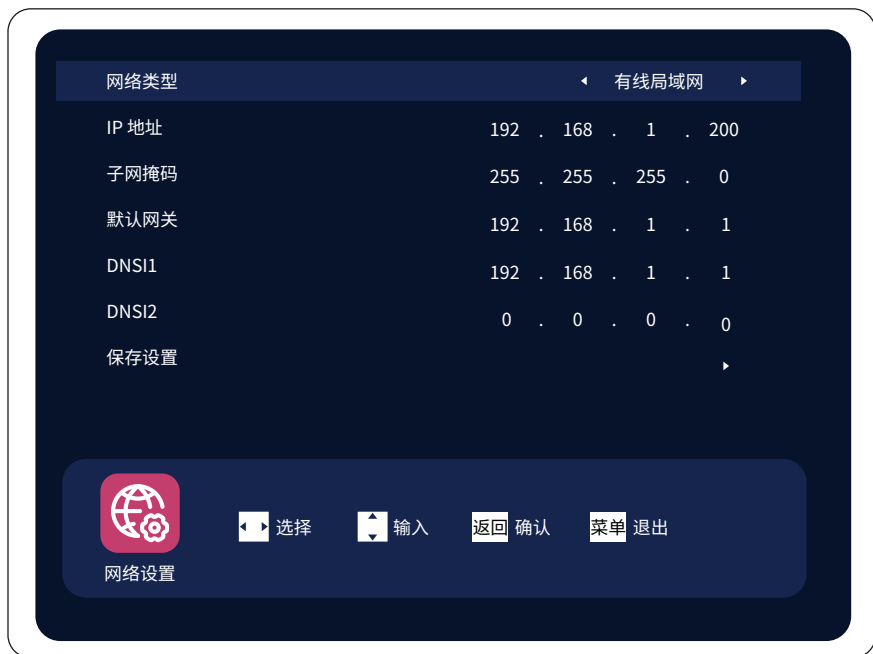 网络类型 有线局域网
IP 地址 192 . 168 . 1 . 200
子网掩码 255 . 255 . 255 . 0
默认网关 192 . 168 . 1 . 1
DNSI1 192 . 168 . 1 . 1
DNSI2 0 . 0 . 0 . 0
保存设置
选择 输入 返回 确认 菜单 退出
网络设置